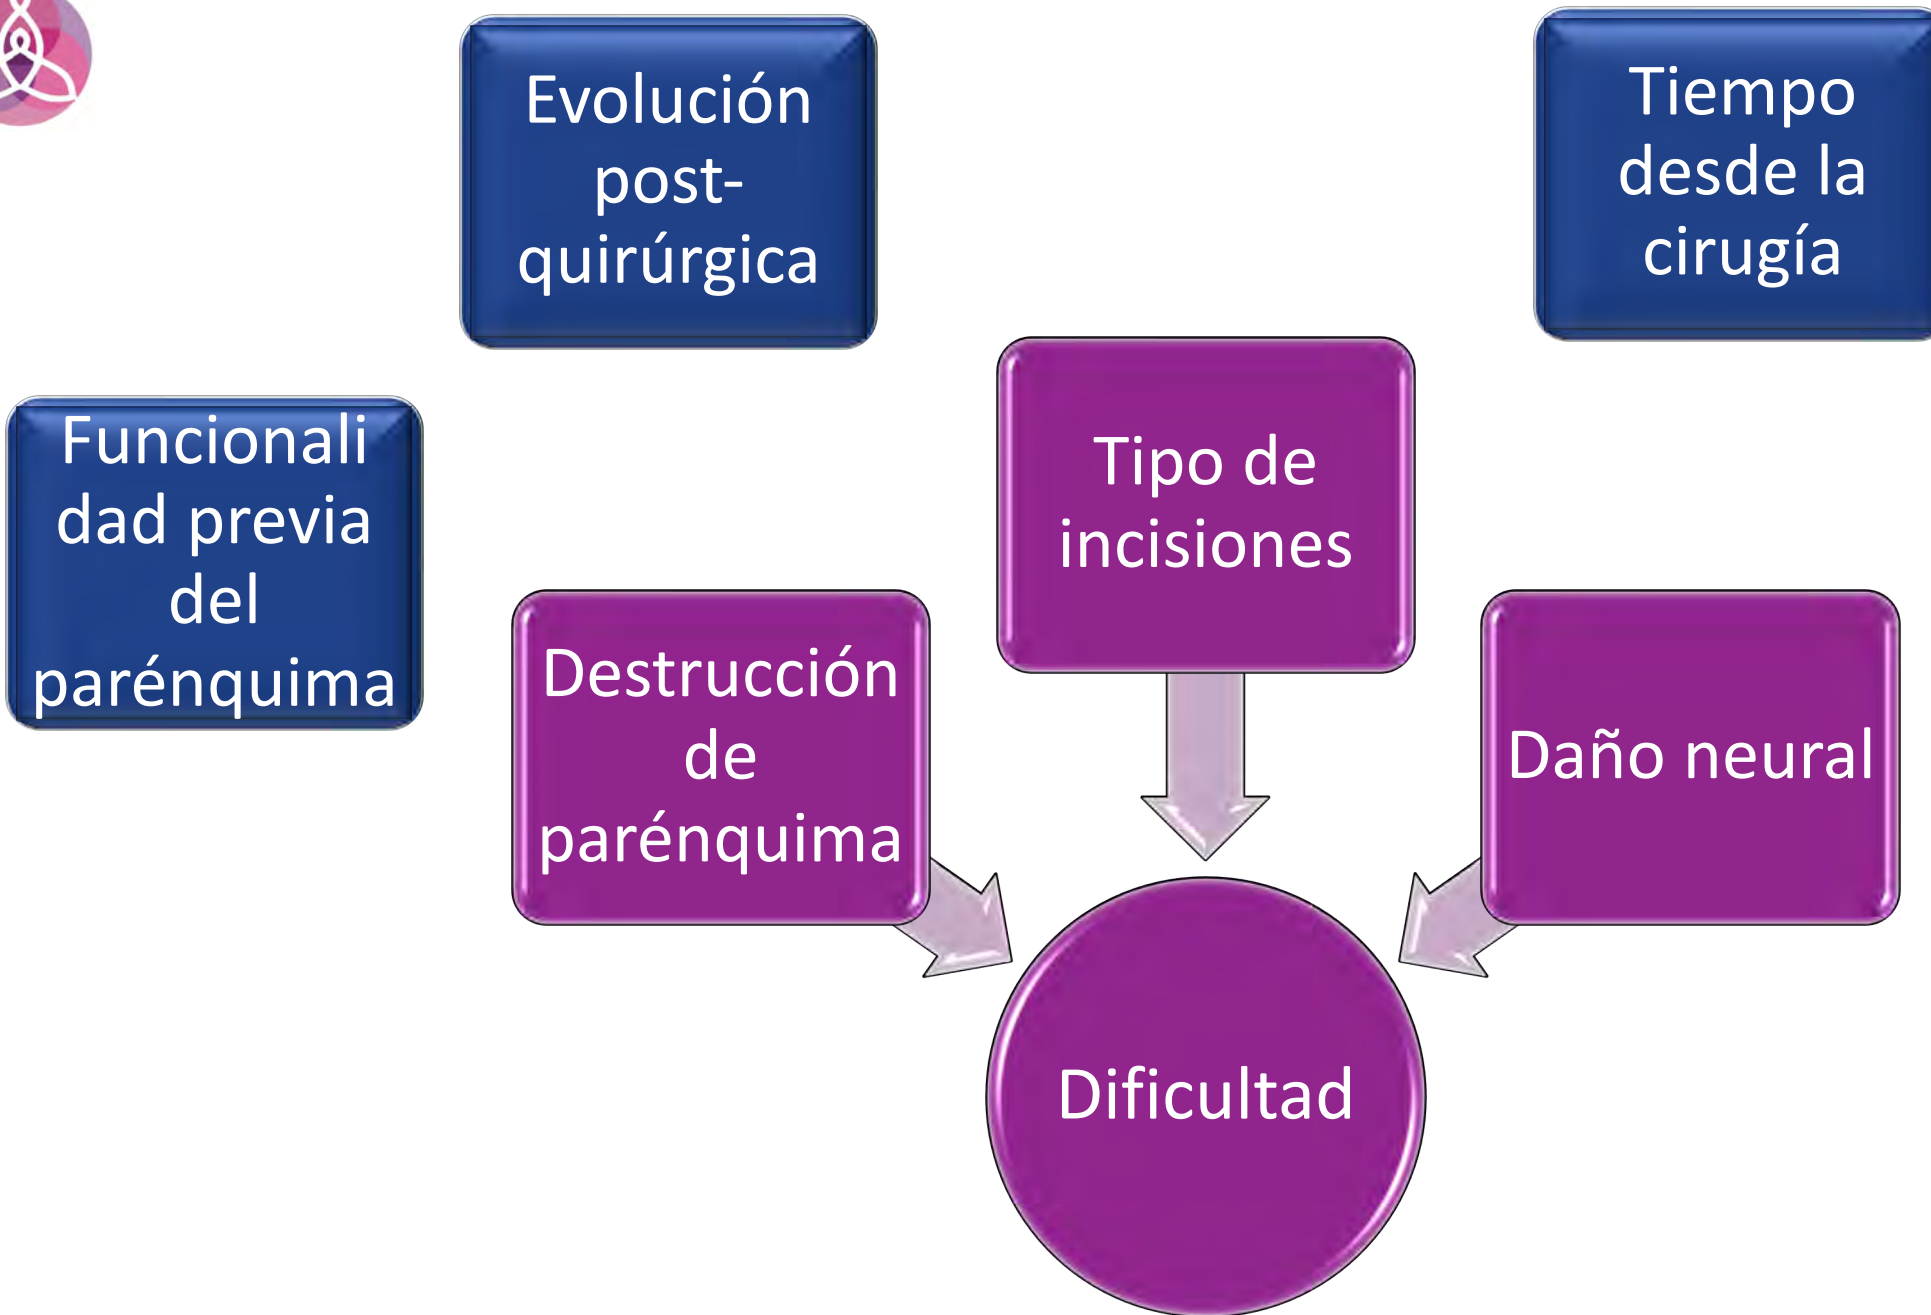 Evolución
post-
quirúrgica
Tiempo
desde la
cirugía
Funcionali
dad previa
del
parénquima
Tipo de
incisiones
Destrucción
de
parénquima
Daño neural
Dificultad